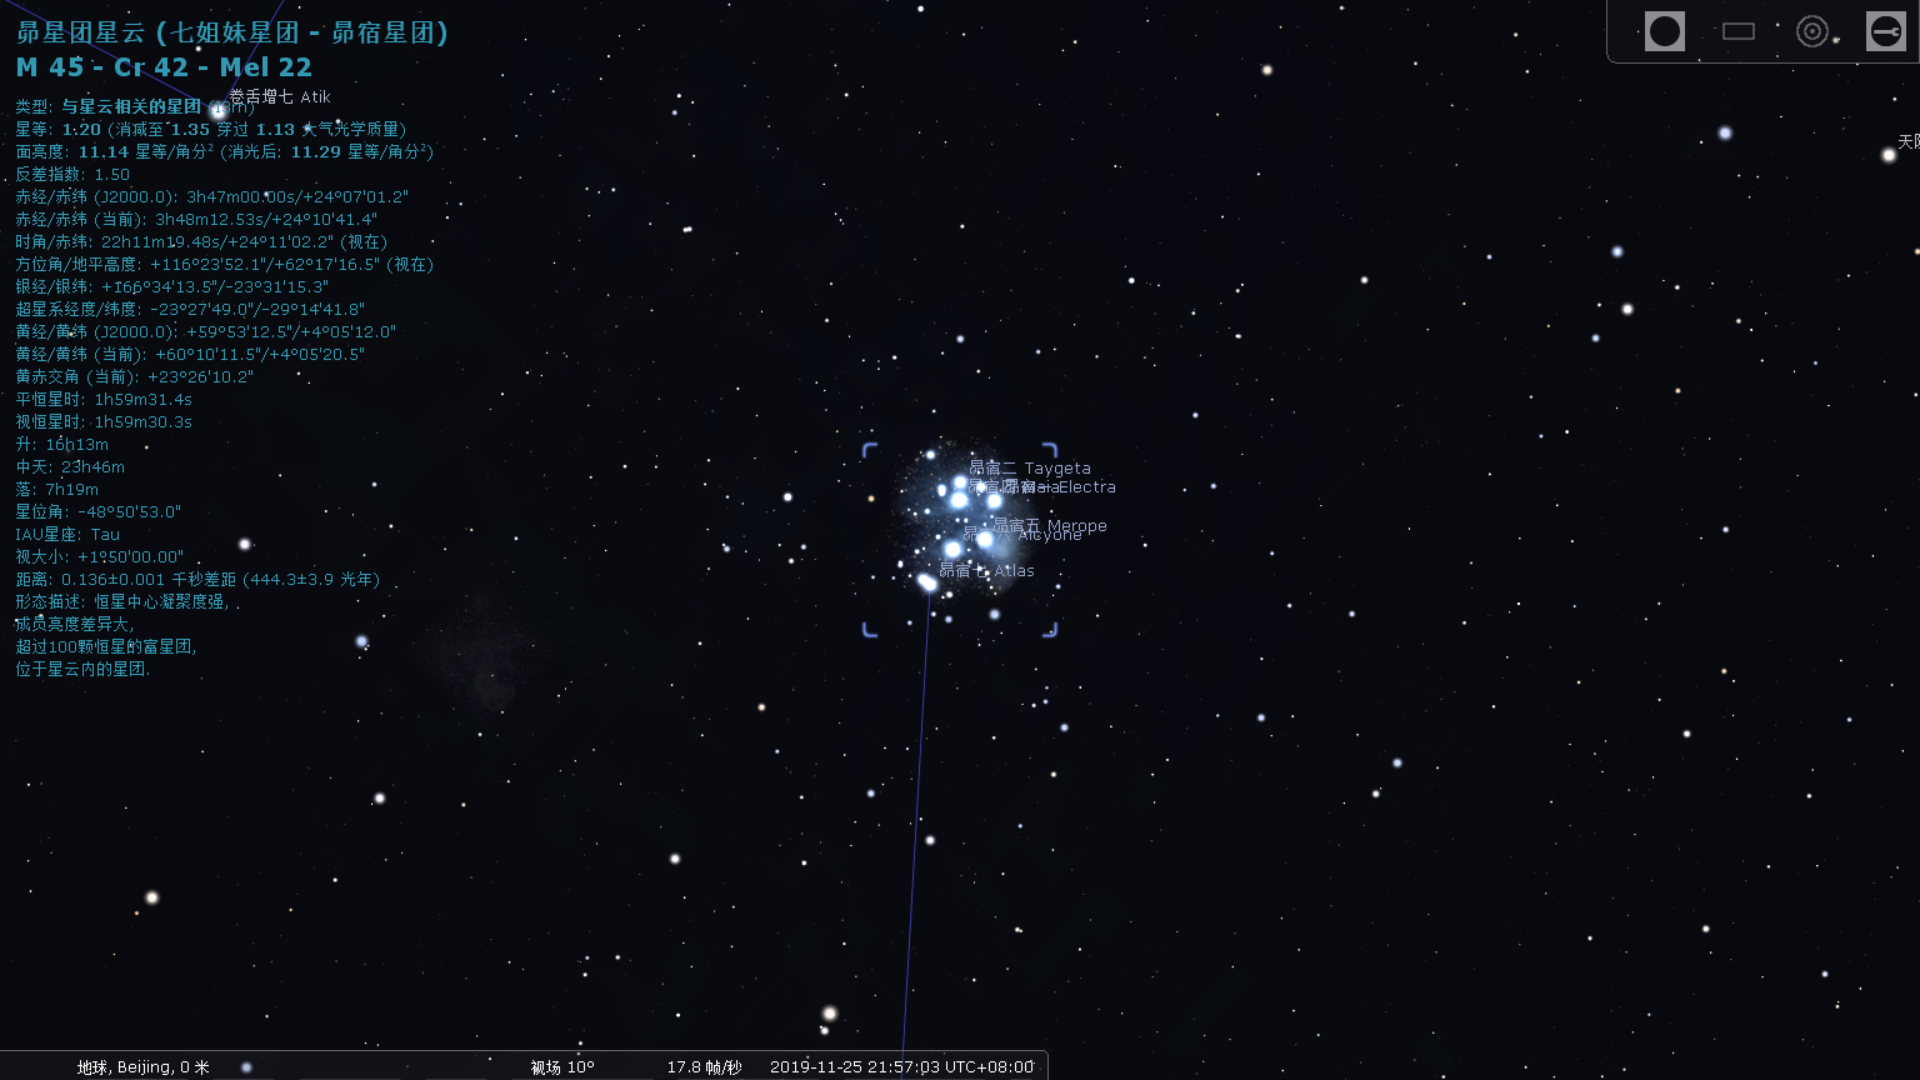 昴星团星云 (七姐妹星团 - 昴宿星团)
M 45 - Cr 42 - Mel 22
卷舌增七 Atik
类型: 与星云相关的星团
星等: 1.20 (消减至 1.35 穿过 1.13 大气光学质量)
面亮度: 11.14 星等/角分² (消光后: 11.29 星等/角分²)
反差指数: 1.50
赤经/赤纬 (J2000.0): 3h47m00.00s/+24°07'01.2"
赤经/赤纬 (当前): 3h48m12.53s/+24°10'41.4"
时角/赤纬: 22h11m19.48s/+24°11'02.2" (视在)
方位角/地平高度: +116°23'52.1"/+62°17'16.5" (视在)
银经/银纬: +166°34'13.5"/-23°31'15.3"
超星系经度/纬度: -23°27'49.0"/-29°14'41.8"
黄经/黄纬 (J2000.0): +59°53'12.5"/+4°05'12.0"
黄经/黄纬 (当前): +60°10'11.5"/+4°05'20.5"
黄赤交角 (当前): +23°26'10.2"
平恒星时: 1h59m31.4s
视恒星时: 1h59m30.3s
升: 16h13m
中天: 23h46m
落: 7h19m
星位角: -48°50'53.0"
IAU星座: Tau
视大小: +1°50'00.00"
距离: 0.136±0.001 千秒差距 (444.3±3.9 光年)
形态描述: 恒星中心凝聚度强,
成员亮度差异大,
超过100颗恒星的富星团,
位于星云内的星团.
昴宿二 Taygeta
昴宿四 Maia
昴宿一 Electra
昴宿五 Merope
昴宿六 Alcyone
昴宿七 Atlas
地球, Beijing, 0 米
视场 10°
17.8 帧/秒
2019-11-25 21:57:03 UTC+08:00